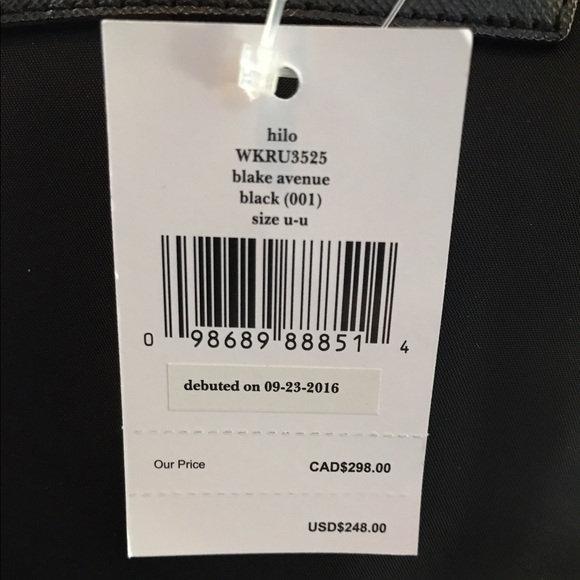 hilo
WKRU3525
blake avenue
black (001)
size u-u
0 98689 88851 4
debuted on 09-23-2016
Our Price CAD$298.00
USD$248.00